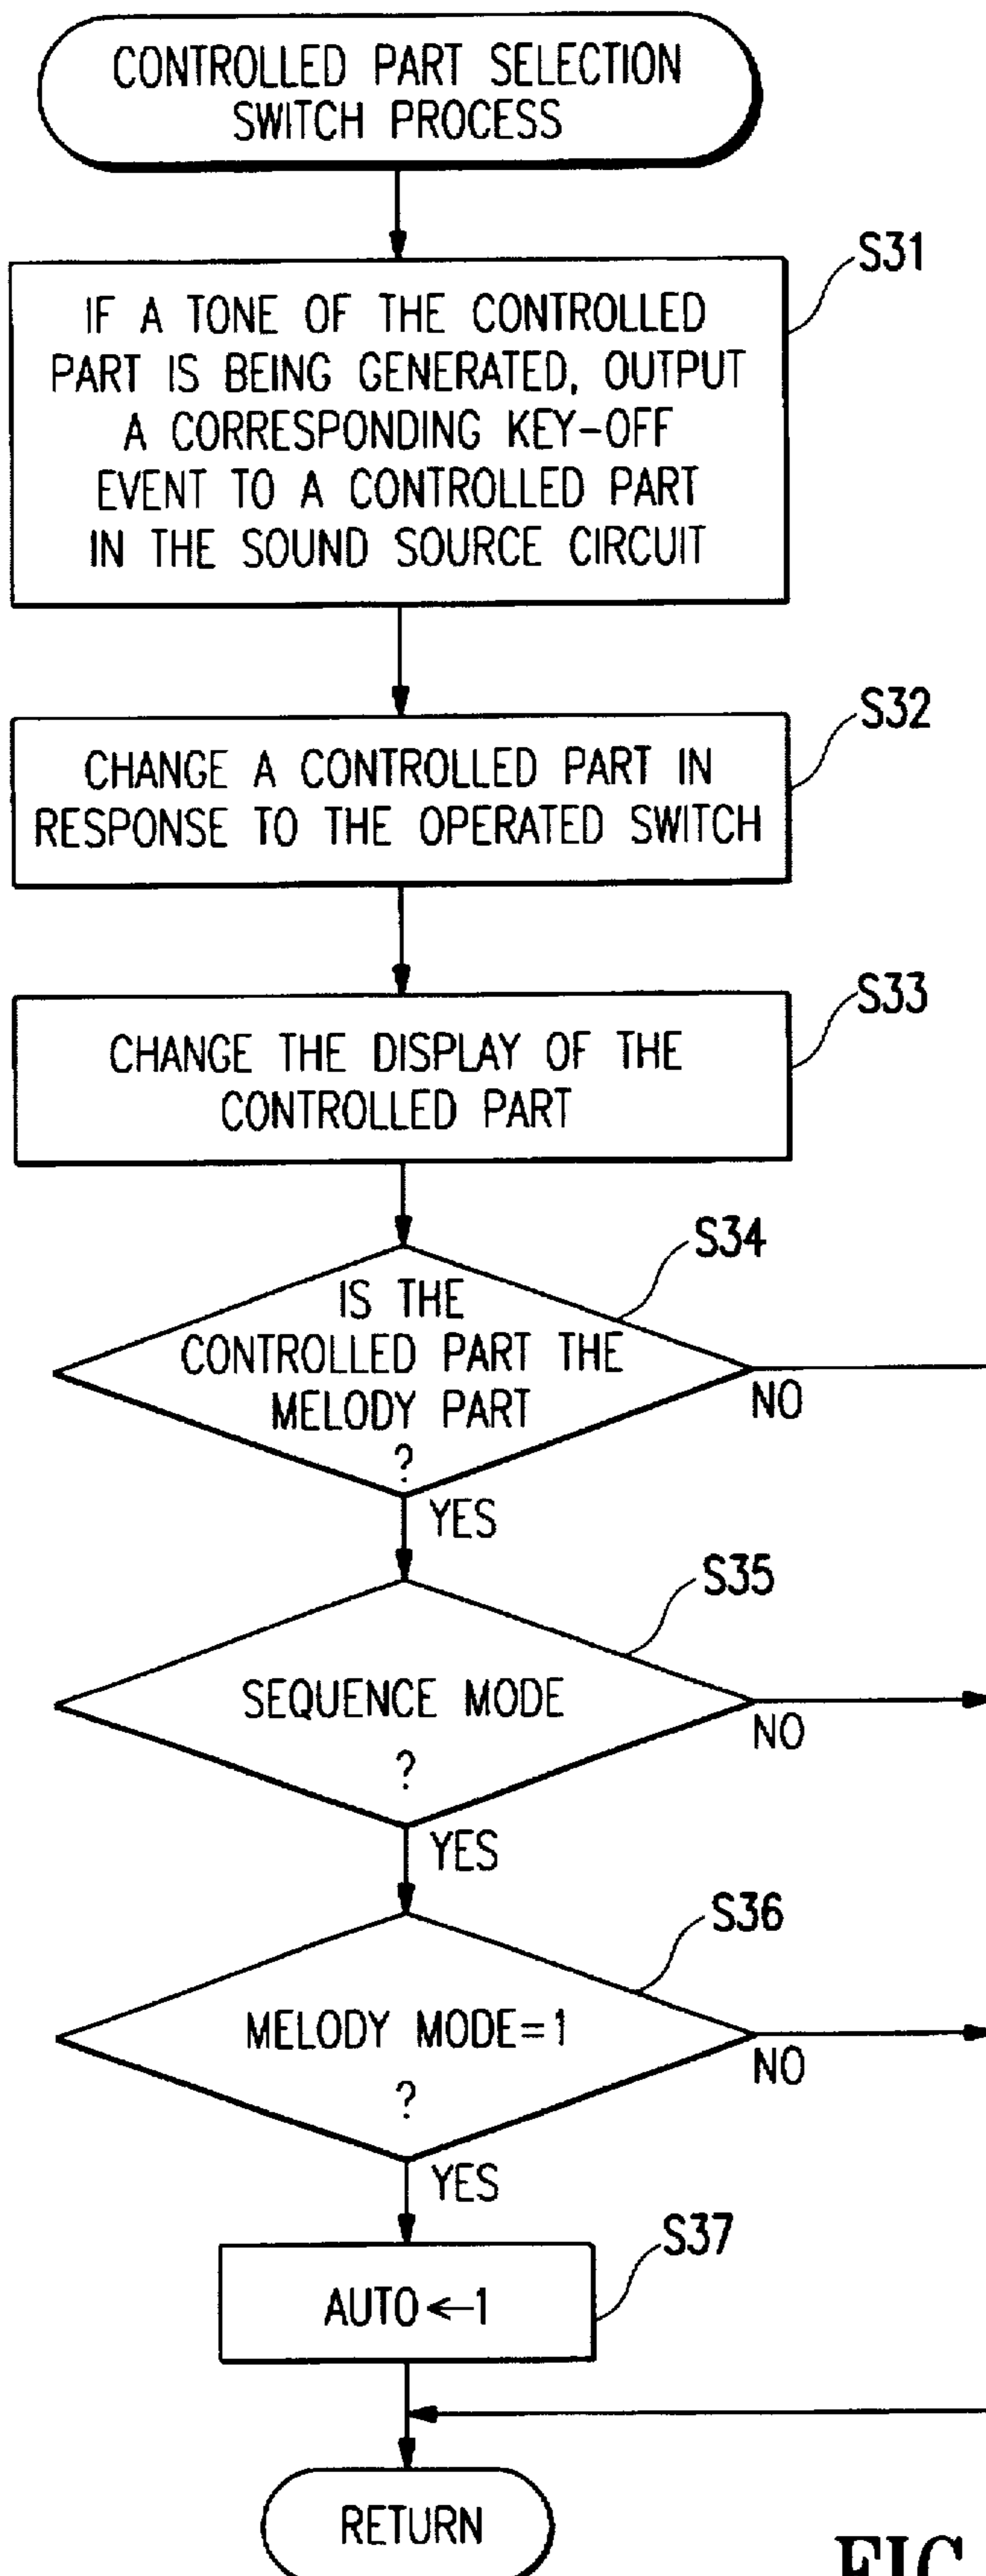 CONTROLLED PART SELECTION
SWITCH PROCESS
S31
IF A TONE OF THE CONTROLLED
PART IS BEING GENERATED, OUTPUT
A CORRESPONDING KEY-OFF
EVENT TO A CONTROLLED PART
IN THE SOUND SOURCE CIRCUIT
S32
CHANGE A CONTROLLED PART IN
RESPONSE TO THE OPERATED SWITCH
S33
CHANGE THE DISPLAY OF THE
CONTROLLED PART
S34
IS THE
CONTROLLED PART THE
MELODY PART
?
NO
YES
S35
SEQUENCE MODE
?
NO
YES
S36
MELODY MODE=1
?
NO
YES
S37
AUTO←1
RETURN
FIG